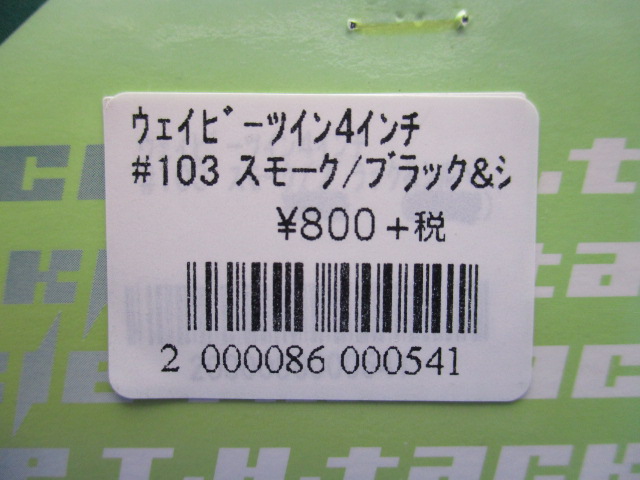 ウェイビーツイン4インチ
#103 スモーク/ブラック&シ
¥800+税
2 000086 000541